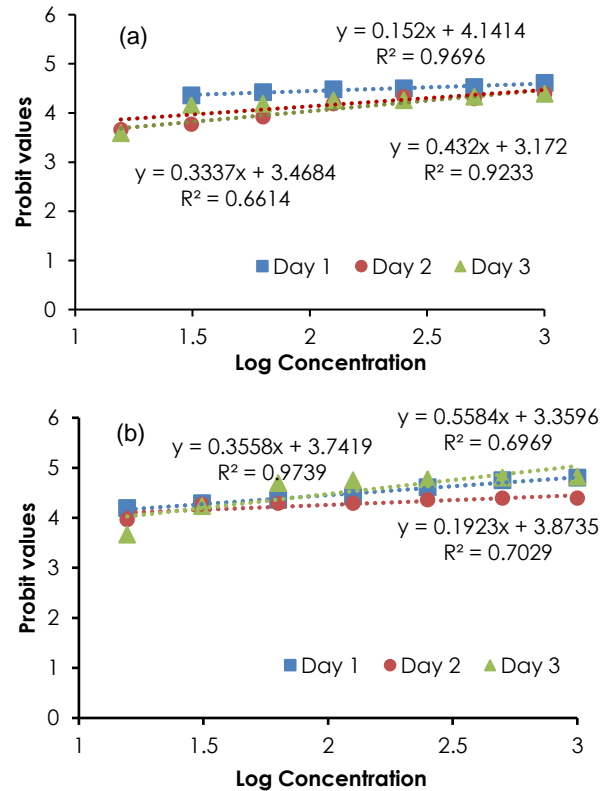 (a)
y = 0.152x + 4.1414
R² = 0.9696
y = 0.3337x + 3.4684
R² = 0.6614
y = 0.432x + 3.172
R² = 0.9233
Day 1 Day 2 Day 3
Probit values
6
5
4
3
2
1
0
1 1.5 2 2.5 3
Log Concentration
(b)
y = 0.5584x + 3.3596
R² = 0.6969
y = 0.3558x + 3.7419
R² = 0.9739
y = 0.1923x + 3.8735
R² = 0.7029
Day 1 Day 2 Day 3
Probit values
6
5
4
3
2
1
0
1 1.5 2 2.5 3
Log Concentration